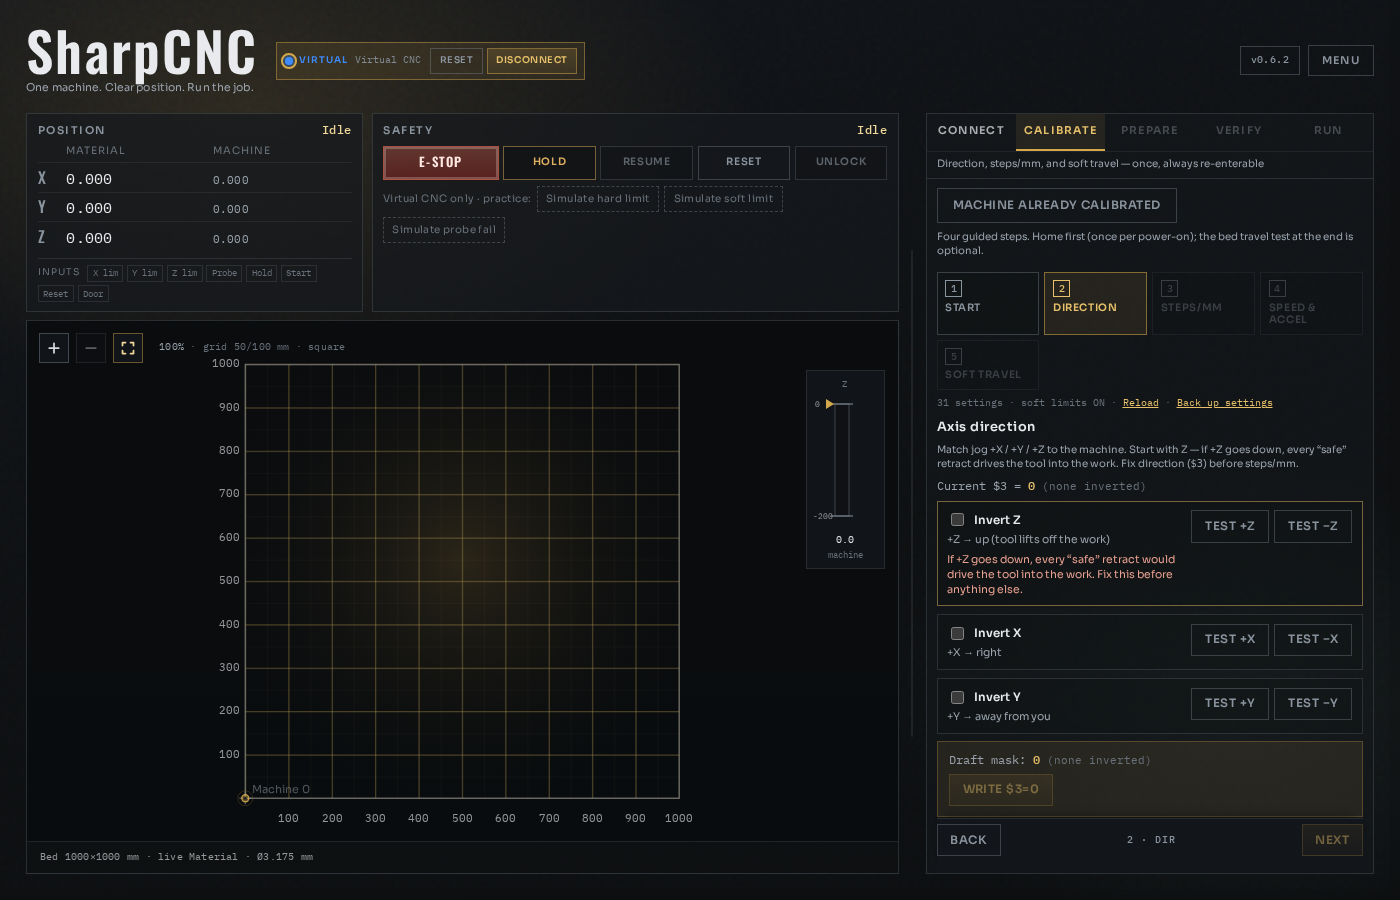 SharpCNC
One machine. Clear position. Run the job.
VIRTUAL Virtual CNC RESET DISCONNECT
v0.6.2 MENU
POSITION Idle
MATERIAL MACHINE
X 0.000 0.000
Y 0.000 0.000
Z 0.000 0.000
INPUTS X lim Y lim Z lim Probe Hold Start
Reset Door
SAFETY Idle
E-STOP HOLD RESUME RESET UNLOCK
Virtual CNC only · practice: Simulate hard limit Simulate soft limit
Simulate probe fail
+ − 100% · grid 50/100 mm · square
1000
900
800
700
600
500
400
300
200
100
Machine 0
100 200 300 400 500 600 700 800 900 1000
Z
0
-200
0.0
machine
Bed 1000×1000 mm · live Material · Ø3.175 mm
CONNECT CALIBRATE PREPARE VERIFY RUN
Direction, steps/mm, and soft travel — once, always re-enterable
MACHINE ALREADY CALIBRATED
Four guided steps. Home first (once per power-on); the bed travel test at the end is
optional.
1 START
2 DIRECTION
3 STEPS/MM
4 SPEED &
ACCEL
5 SOFT TRAVEL
31 settings · soft limits ON · Reload · Back up settings
Axis direction
Match jog +X / +Y / +Z to the machine. Start with Z — if +Z goes down, every “safe”
retract drives the tool into the work. Fix direction ($3) before steps/mm.
Current $3 = 0 (none inverted)
Invert Z TEST +Z TEST −Z
+Z → up (tool lifts off the work)
If +Z goes down, every “safe” retract would
drive the tool into the work. Fix this before
anything else.
Invert X TEST +X TEST −X
+X → right
Invert Y TEST +Y TEST −Y
+Y → away from you
Draft mask: 0 (none inverted)
WRITE $3=0
BACK 2 · DIR NEXT